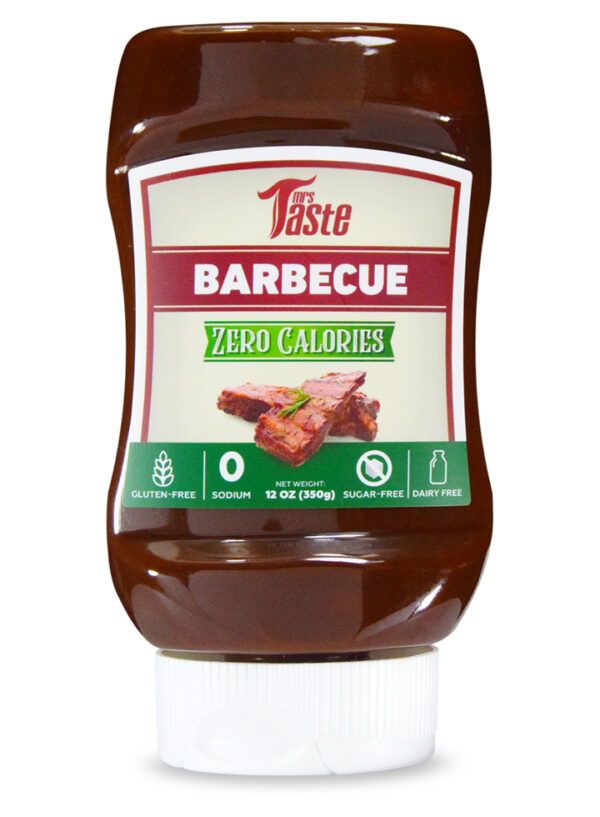 mrs
Taste
BARBECUE
ZERO CALORIES
GLUTEN-FREE
0
SODIUM
NET WEIGHT:
12 OZ (350g)
SUGAR-FREE
DAIRY FREE